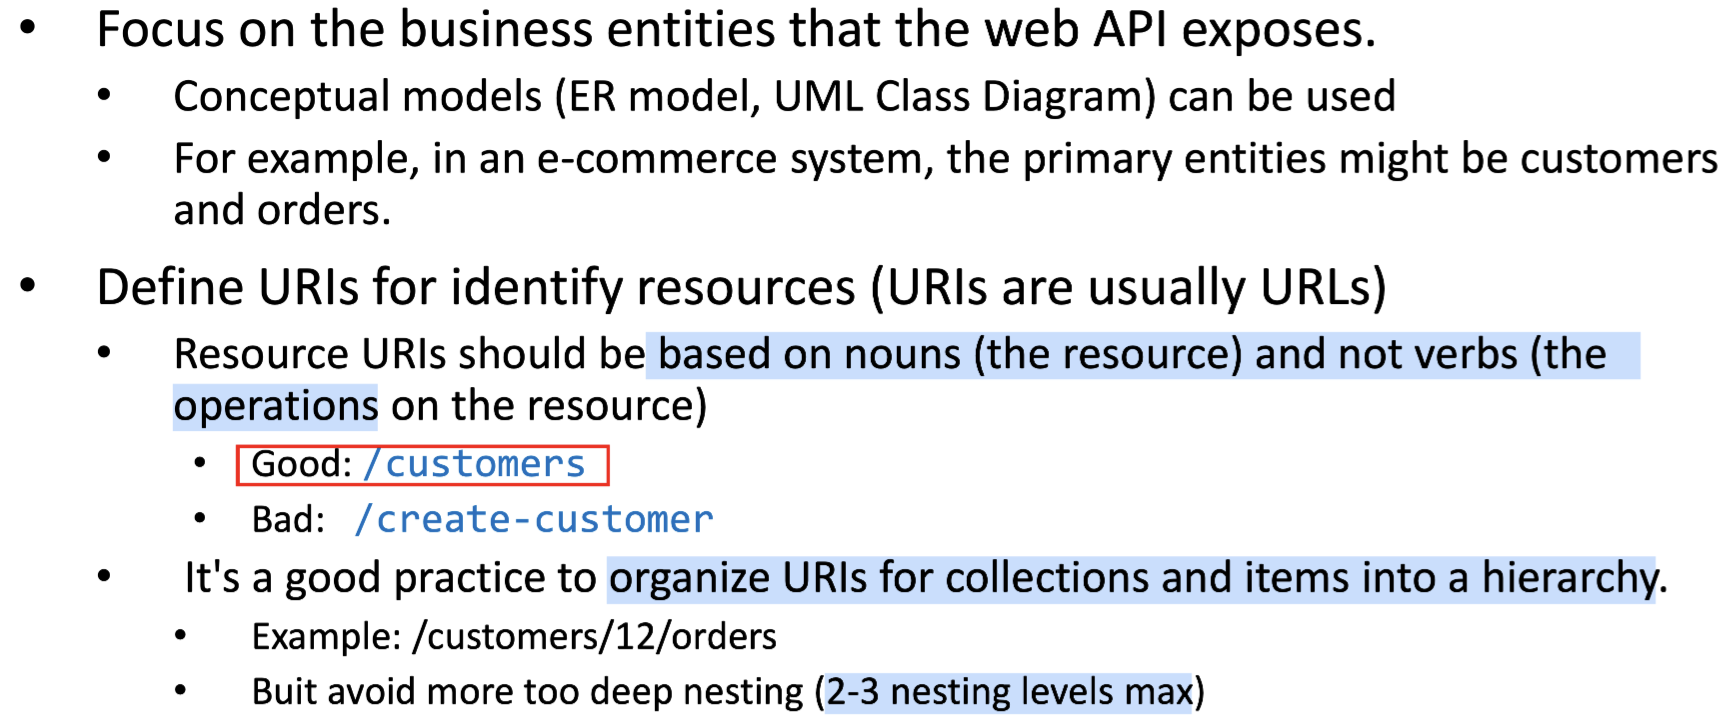 • Focus on the business entities that the web API exposes.
• Conceptual models (ER model, UML Class Diagram) can be used
• For example, in an e-commerce system, the primary entities might be customers
and orders.
• Define URIs for identify resources (URIs are usually URLs)
• Resource URIs should be based on nouns (the resource) and not verbs (the
operations on the resource)
• Good: /customers
• Bad: /create-customer
• It's a good practice to organize URIs for collections and items into a hierarchy.
• Example: /customers/12/orders
• Buit avoid more too deep nesting (2-3 nesting levels max)